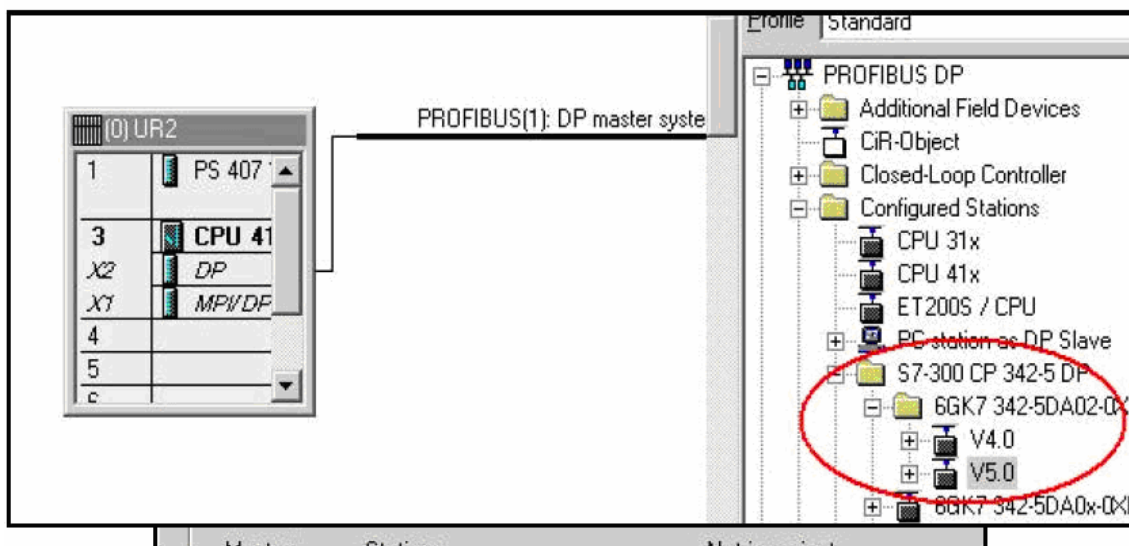 Profile Standard
PROFIBUS DP
Additional Field Devices
CiR-Object
Closed-Loop Controller
Configured Stations
CPU 31x
CPU 41x
ET200S / CPU
PC station as DP Slave
S7-300 CP 342-5 DP
6GK7 342-5DA02-0X
V4.0
V5.0
6GK7 342-5DA0x-0X
PROFIBUS(1): DP master syste
(0) UR2
1 PS 407
3 CPU 41
X2 DP
X1 MPI/DP
4
5